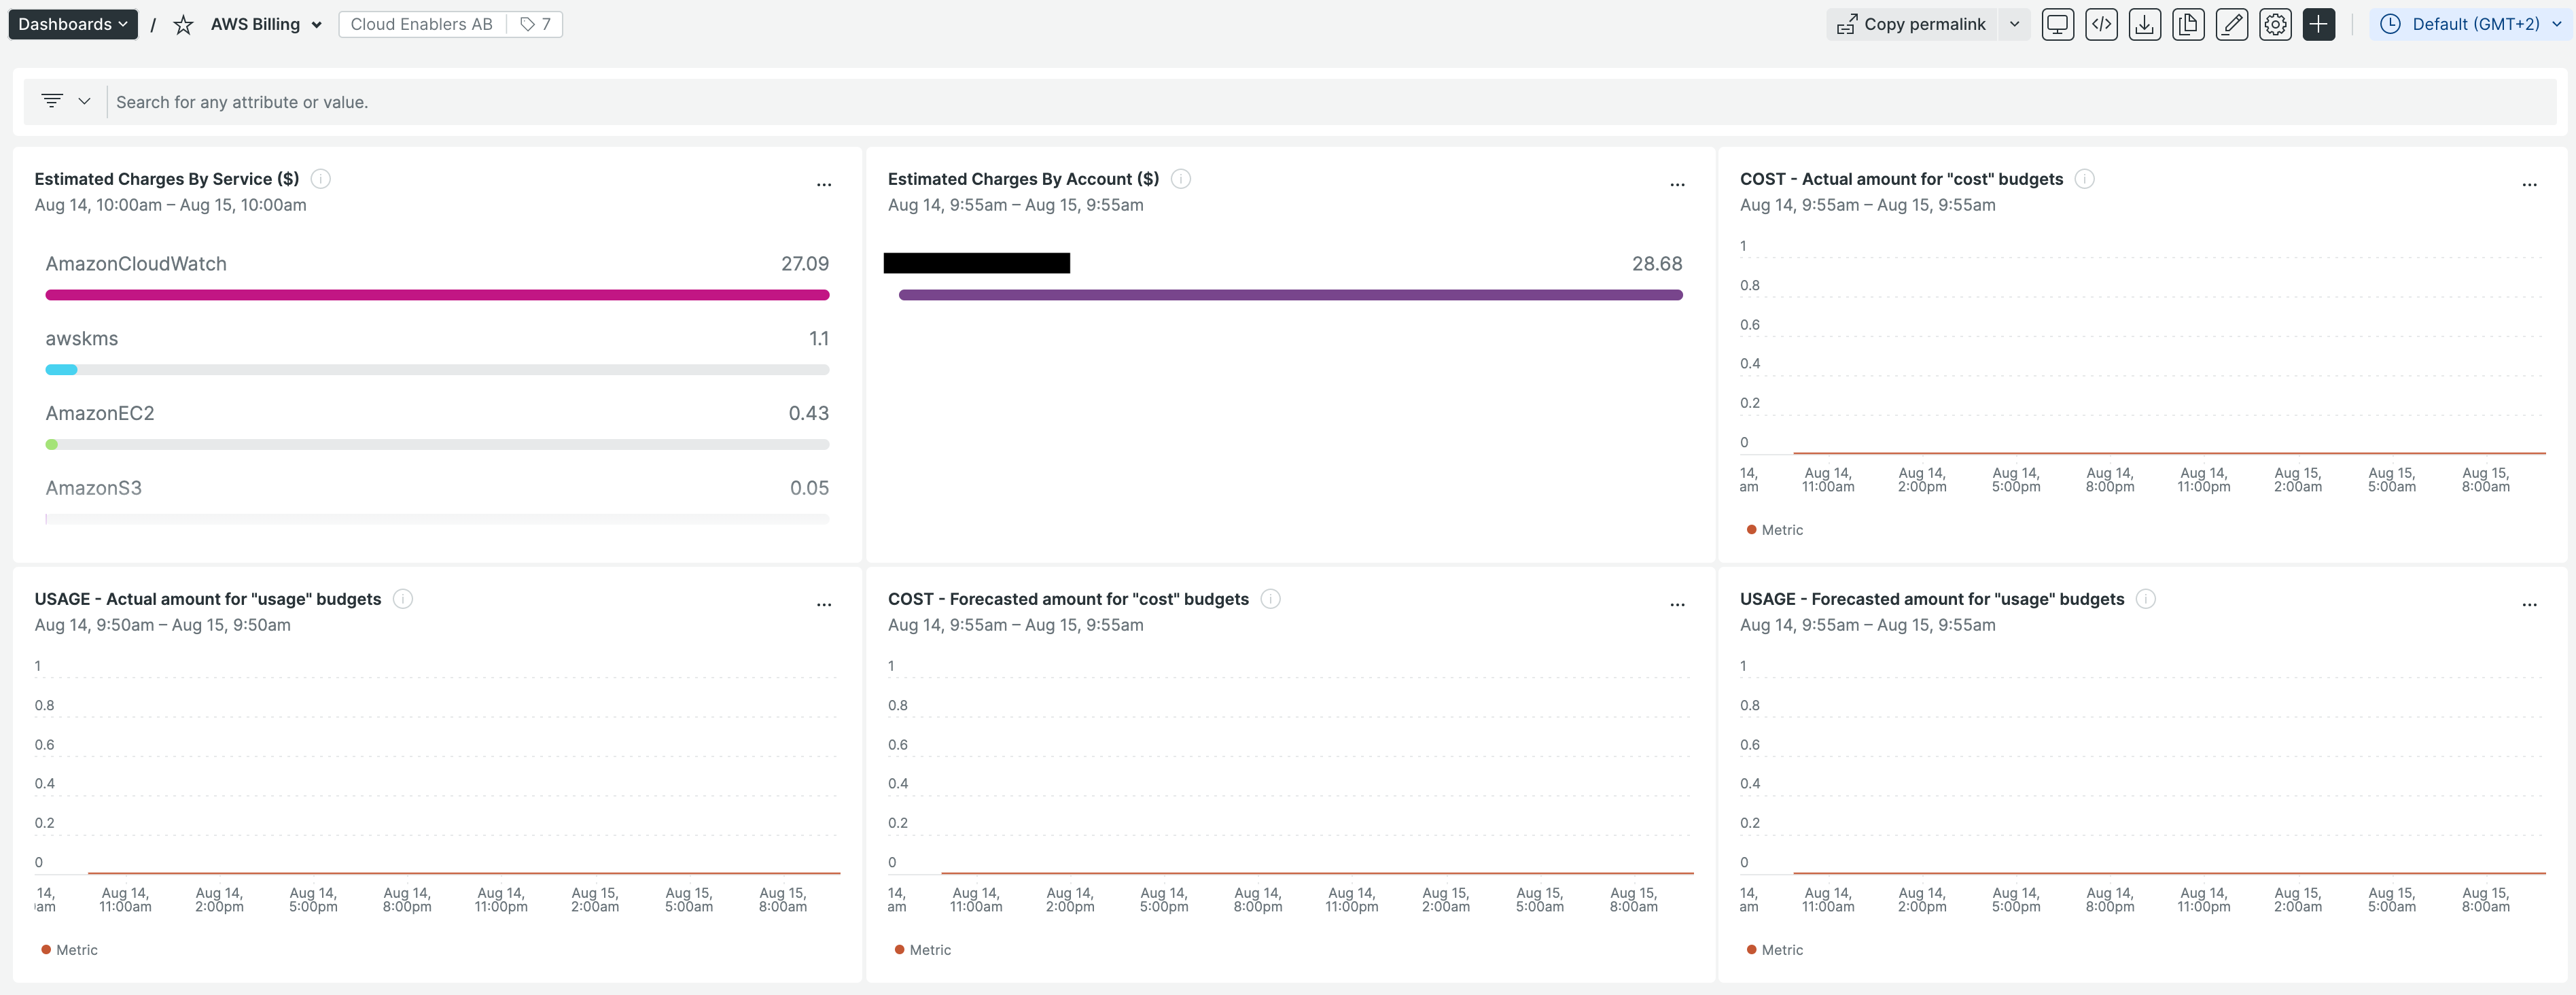 Dashboards / AWS Billing Cloud Enablers AB 7 Copy permalink Default (GMT+2)
Search for any attribute or value.
Estimated Charges By Service ($)
Aug 14, 10:00am – Aug 15, 10:00am
AmazonCloudWatch 27.09
awskms 1.1
AmazonEC2 0.43
AmazonS3 0.05
Estimated Charges By Account ($)
Aug 14, 9:55am – Aug 15, 9:55am
28.68
COST - Actual amount for "cost" budgets
Aug 14, 9:55am – Aug 15, 9:55am
1
0.8
0.6
0.4
0.2
0
14, Aug 14, Aug 14, Aug 14, Aug 14, Aug 14, Aug 15, Aug 15, Aug 15,
am 11:00am 2:00pm 5:00pm 8:00pm 11:00pm 2:00am 5:00am 8:00am
Metric
USAGE - Actual amount for "usage" budgets
Aug 14, 9:50am – Aug 15, 9:50am
1
0.8
0.6
0.4
0.2
0
14, Aug 14, Aug 14, Aug 14, Aug 14, Aug 14, Aug 15, Aug 15, Aug 15,
am 11:00am 2:00pm 5:00pm 8:00pm 11:00pm 2:00am 5:00am 8:00am
Metric
COST - Forecasted amount for "cost" budgets
Aug 14, 9:55am – Aug 15, 9:55am
1
0.8
0.6
0.4
0.2
0
14, Aug 14, Aug 14, Aug 14, Aug 14, Aug 14, Aug 15, Aug 15, Aug 15,
am 11:00am 2:00pm 5:00pm 8:00pm 11:00pm 2:00am 5:00am 8:00am
Metric
USAGE - Forecasted amount for "usage" budgets
Aug 14, 9:55am – Aug 15, 9:55am
1
0.8
0.6
0.4
0.2
0
14, Aug 14, Aug 14, Aug 14, Aug 14, Aug 14, Aug 15, Aug 15, Aug 15,
am 11:00am 2:00pm 5:00pm 8:00pm 11:00pm 2:00am 5:00am 8:00am
Metric